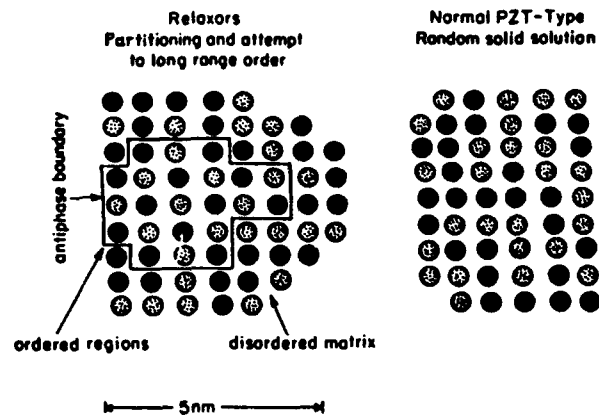 Relaxors
Partitioning and attempt
to long range order
Normal PZT-Type
Random solid solution
antiphase boundary
ordered regions
disordered matrix
5nm